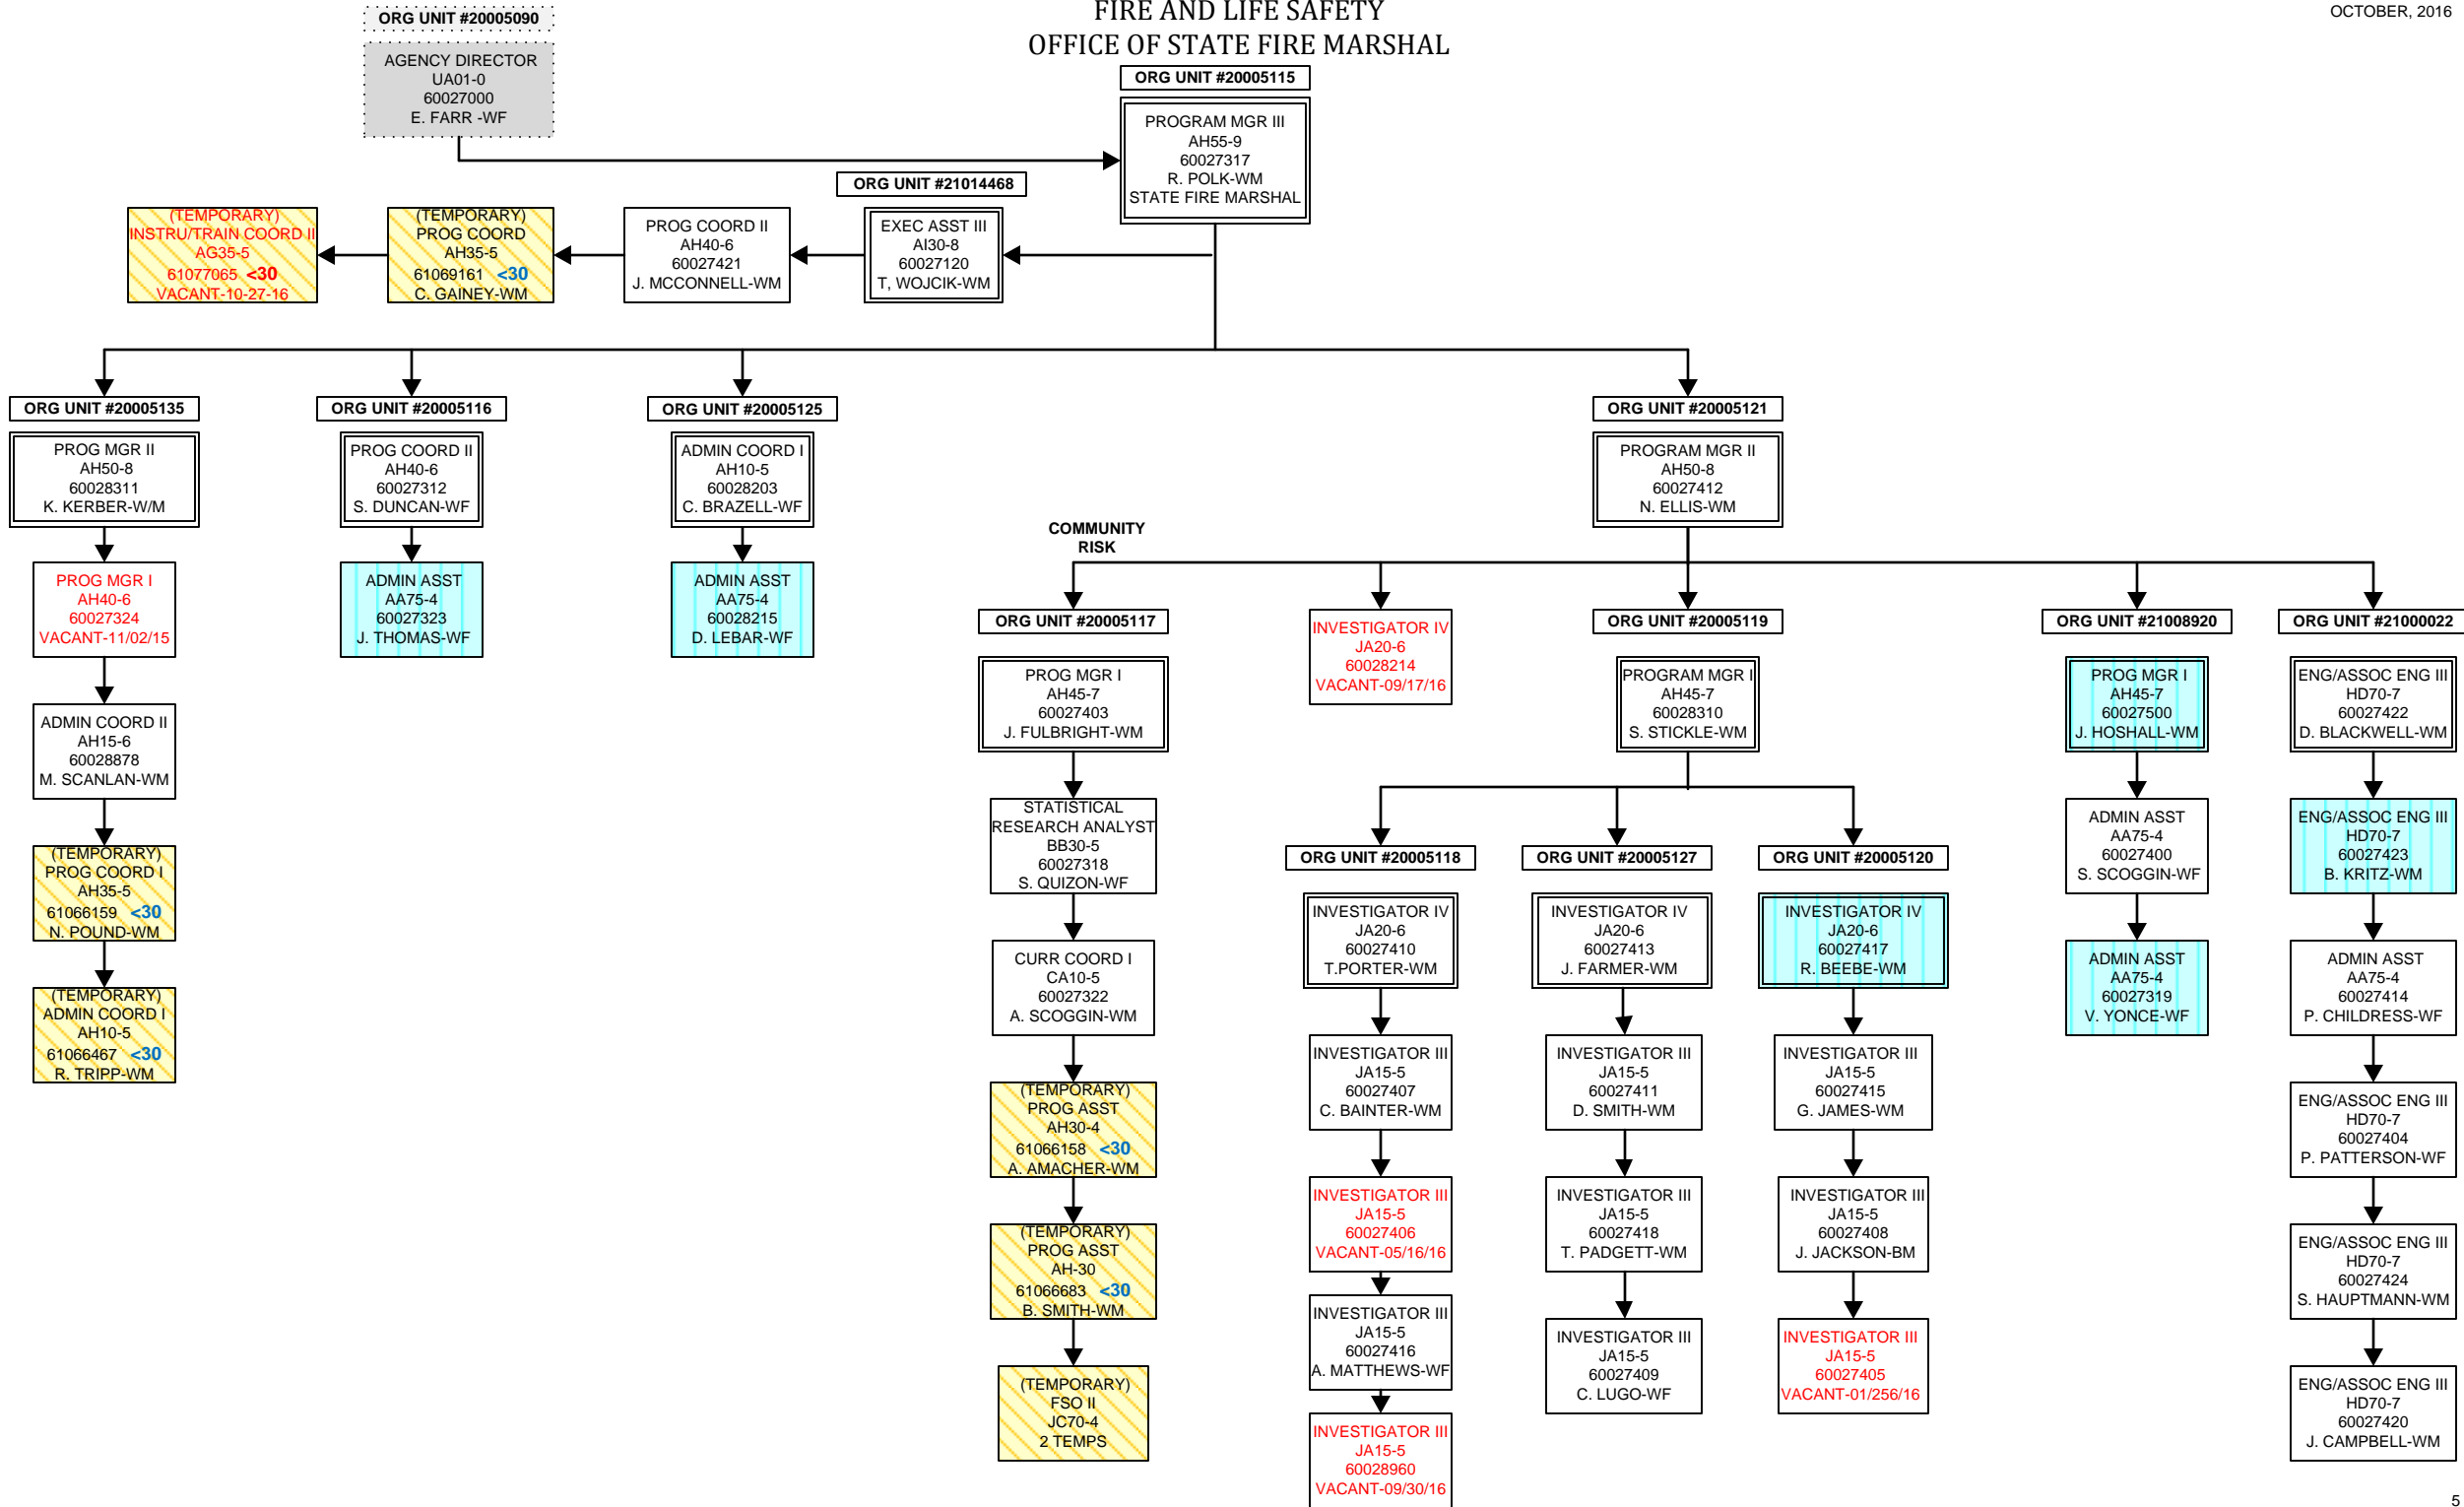 FIRE AND LIFE SAFETY
OFFICE OF STATE FIRE MARSHAL
OCTOBER, 2016
ORG UNIT #20005090
AGENCY DIRECTOR
UA01-0
60027000
E. FARR -WF
ORG UNIT #20005115
PROGRAM MGR III
AH55-9
60027317
R. POLK-WM
STATE FIRE MARSHAL
ORG UNIT #21014468
(TEMPORARY)
INSTRU/TRAIN COORD II
AG35-5
61077065 <30
VACANT-10-27-16
(TEMPORARY)
PROG COORD
AH35-5
61069161 <30
C. GAINEY-WM
PROG COORD II
AH40-6
60027421
J. MCCONNELL-WM
EXEC ASST III
AI30-8
60027120
T, WOJCIK-WM
ORG UNIT #20005135
PROG MGR II
AH50-8
60028311
K. KERBER-W/M
PROG MGR I
AH40-6
60027324
VACANT-11/02/15
ADMIN COORD II
AH15-6
60028878
M. SCANLAN-WM
(TEMPORARY)
PROG COORD I
AH35-5
61066159 <30
N. POUND-WM
(TEMPORARY)
ADMIN COORD I
AH10-5
61066467 <30
R. TRIPP-WM
ORG UNIT #20005116
PROG COORD II
AH40-6
60027312
S. DUNCAN-WF
ADMIN ASST
AA75-4
60027323
J. THOMAS-WF
ORG UNIT #20005125
ADMIN COORD I
AH10-5
60028203
C. BRAZELL-WF
ADMIN ASST
AA75-4
60028215
D. LEBAR-WF
ORG UNIT #20005121
PROGRAM MGR II
AH50-8
60027412
N. ELLIS-WM
COMMUNITY
RISK
ORG UNIT #20005117
PROG MGR I
AH45-7
60027403
J. FULBRIGHT-WM
STATISTICAL
RESEARCH ANALYST
BB30-5
60027318
S. QUIZON-WF
CURR COORD I
CA10-5
60027322
A. SCOGGIN-WM
(TEMPORARY)
PROG ASST
AH30-4
61066158 <30
A. AMACHER-WM
(TEMPORARY)
PROG ASST
AH-30
61066683 <30
B. SMITH-WM
(TEMPORARY)
FSO II
JC70-4
2 TEMPS
INVESTIGATOR IV
JA20-6
60028214
VACANT-09/17/16
ORG UNIT #20005119
PROGRAM MGR I
AH45-7
60028310
S. STICKLE-WM
ORG UNIT #20005118
INVESTIGATOR IV
JA20-6
60027410
T.PORTER-WM
INVESTIGATOR III
JA15-5
60027407
C. BAINTER-WM
INVESTIGATOR III
JA15-5
60027406
VACANT-05/16/16
INVESTIGATOR III
JA15-5
60027416
A. MATTHEWS-WF
INVESTIGATOR III
JA15-5
60028960
VACANT-09/30/16
ORG UNIT #20005127
INVESTIGATOR IV
JA20-6
60027413
J. FARMER-WM
INVESTIGATOR III
JA15-5
60027411
D. SMITH-WM
INVESTIGATOR III
JA15-5
60027418
T. PADGETT-WM
INVESTIGATOR III
JA15-5
60027409
C. LUGO-WF
ORG UNIT #20005120
INVESTIGATOR IV
JA20-6
60027417
R. BEEBE-WM
INVESTIGATOR III
JA15-5
60027415
G. JAMES-WM
INVESTIGATOR III
JA15-5
60027408
J. JACKSON-BM
INVESTIGATOR III
JA15-5
60027405
VACANT-01/256/16
ORG UNIT #21008920
PROG MGR I
AH45-7
60027500
J. HOSHALL-WM
ADMIN ASST
AA75-4
60027400
S. SCOGGIN-WF
ADMIN ASST
AA75-4
60027319
V. YONCE-WF
ORG UNIT #21000022
ENG/ASSOC ENG III
HD70-7
60027422
D. BLACKWELL-WM
ENG/ASSOC ENG III
HD70-7
60027423
B. KRITZ-WM
ADMIN ASST
AA75-4
60027414
P. CHILDRESS-WF
ENG/ASSOC ENG III
HD70-7
60027404
P. PATTERSON-WF
ENG/ASSOC ENG III
HD70-7
60027424
S. HAUPTMANN-WM
ENG/ASSOC ENG III
HD70-7
60027420
J. CAMPBELL-WM
5